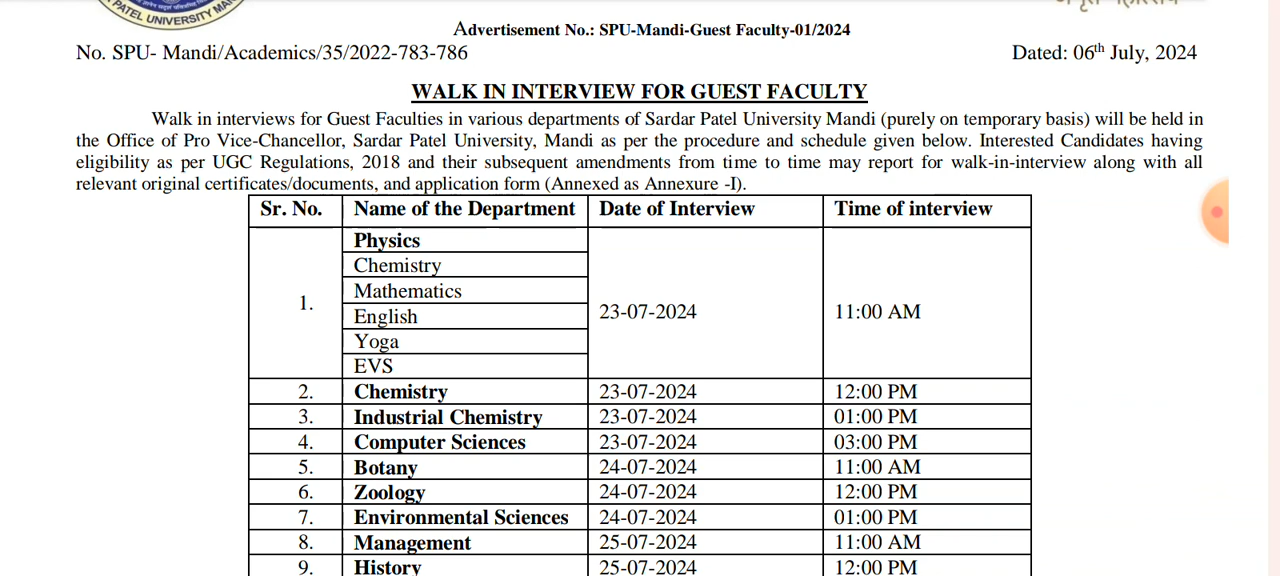 PATEL UNIVERSITY MAN
Advertisement No.: SPU-Mandi-Guest Faculty-01/2024
No. SPU- Mandi/Academics/35/2022-783-786 Dated: 06th July, 2024
WALK IN INTERVIEW FOR GUEST FACULTY
Walk in interviews for Guest Faculties in various departments of Sardar Patel University Mandi (purely on temporary basis) will be held in
the Office of Pro Vice-Chancellor, Sardar Patel University, Mandi as per the procedure and schedule given below. Interested Candidates having
eligibility as per UGC Regulations, 2018 and their subsequent amendments from time to time may report for walk-in-interview along with all
relevant original certificates/documents, and application form (Annexed as Annexure -I).
Sr. No. Name of the Department Date of Interview Time of interview
1. Physics
Chemistry
Mathematics
English 23-07-2024 11:00 AM
Yoga
EVS
2. Chemistry 23-07-2024 12:00 PM
3. Industrial Chemistry 23-07-2024 01:00 PM
4. Computer Sciences 23-07-2024 03:00 PM
5. Botany 24-07-2024 11:00 AM
6. Zoology 24-07-2024 12:00 PM
7. Environmental Sciences 24-07-2024 01:00 PM
8. Management 25-07-2024 11:00 AM
9. History 25-07-2024 12:00 PM